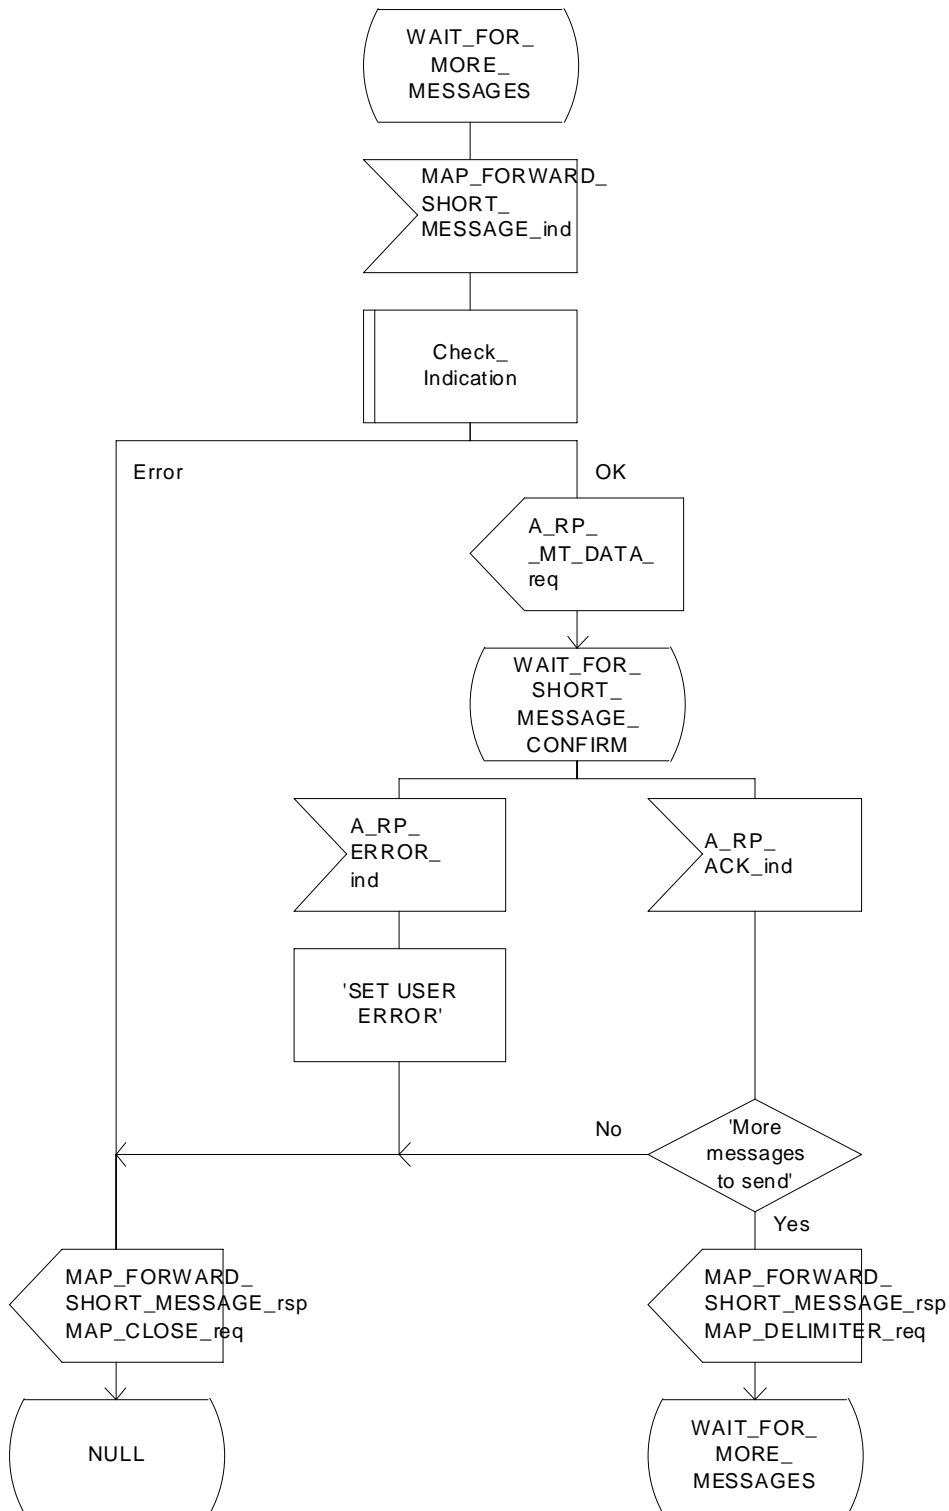 WAIT_FOR_
MORE_
MESSAGES
MAP_FORWARD_
SHORT_
MESSAGE_ind
Check_
Indication
Error
OK
A_RP_
_MT_DATA_
req
WAIT_FOR_
SHORT_
MESSAGE_
CONFIRM
A_RP_
ERROR_
ind
A_RP_
ACK_ind
'SET USER
ERROR'
No
'More
messages
to send'
Yes
MAP_FORWARD_
SHORT_MESSAGE_rsp
MAP_CLOSE_req
MAP_FORWARD_
SHORT_MESSAGE_rsp
MAP_DELIMITER_req
NULL
WAIT_FOR_
MORE_
MESSAGES